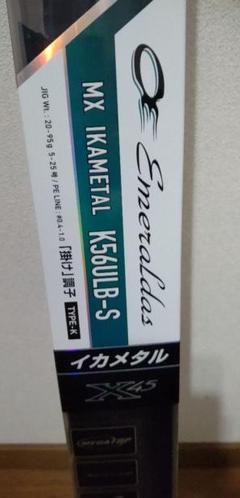 Emeraldas
MX IKAMETAL K56ULB-S
JIG Wt.: 20-95g 5-25号 / PE LINE: #0.4-1.0 「掛け」調子 TYPE-K
イカメタル
X45